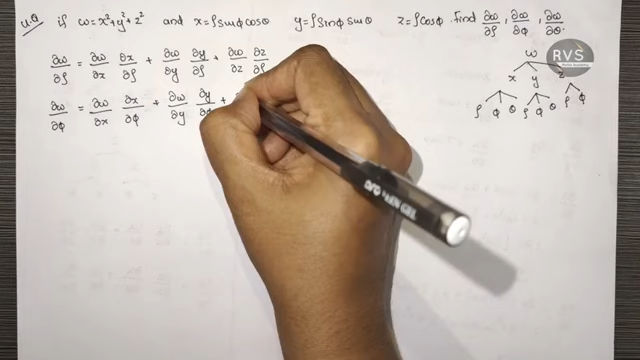 U.Q If ω = x²+y²+z² and x = ρ sinφ cosθ y = ρ sinφ sinθ z = ρ cosφ. Find ∂ω/∂ρ, ∂ω/∂φ, ∂ω/∂θ.
∂ω/∂ρ = ∂ω/∂x ∂x/∂ρ + ∂ω/∂y ∂y/∂ρ + ∂ω/∂z ∂z/∂ρ
ω
RVS
x y
ρ φ θ ρ φ θ ρ φ
∂ω/∂φ = ∂ω/∂x ∂x/∂φ + ∂ω/∂y ∂y/∂φ +